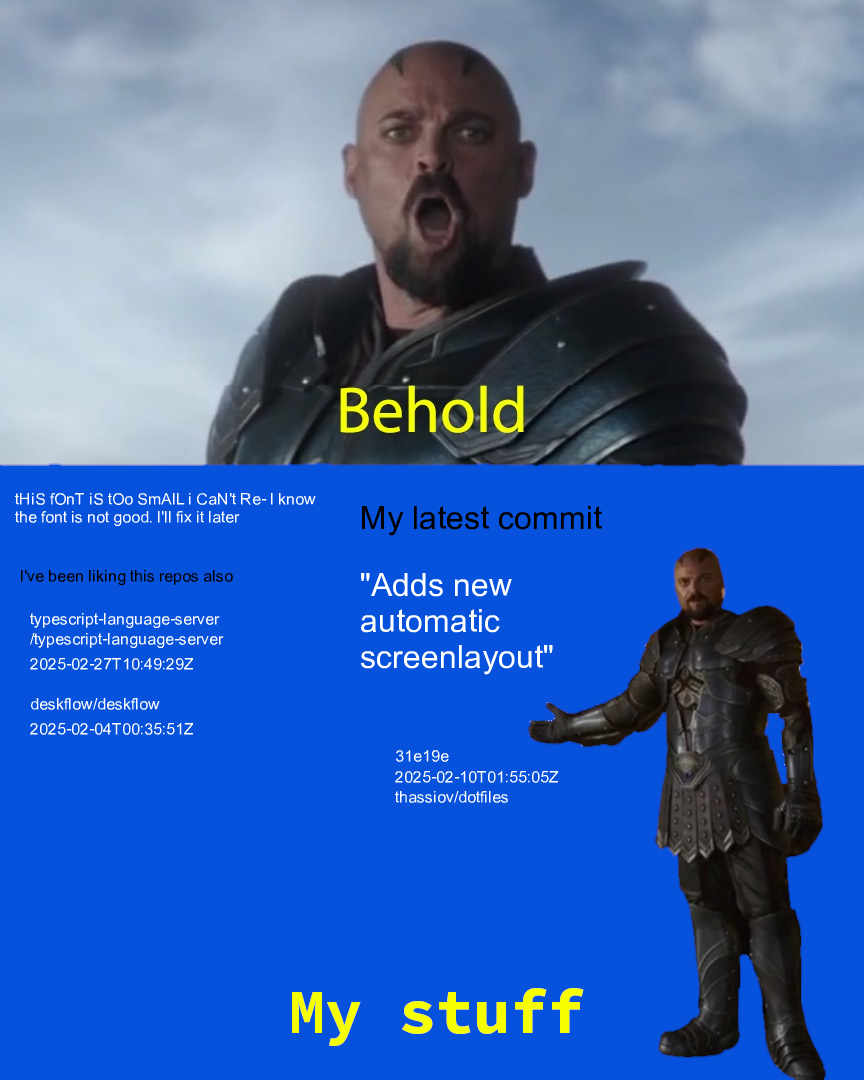 Behold
tHiS fOnT iS tOo SmAlL i CaN't Re- I know
the font is not good. I'll fix it later
I've been liking this repos also
typescript-language-server
/typescript-language-server
2025-02-27T10:49:29Z
deskflow/deskflow
2025-02-04T00:35:51Z
My latest commit
"Adds new
automatic
screenlayout"
31e19e
2025-02-10T01:55:05Z
thassiov/dotfiles
My stuff